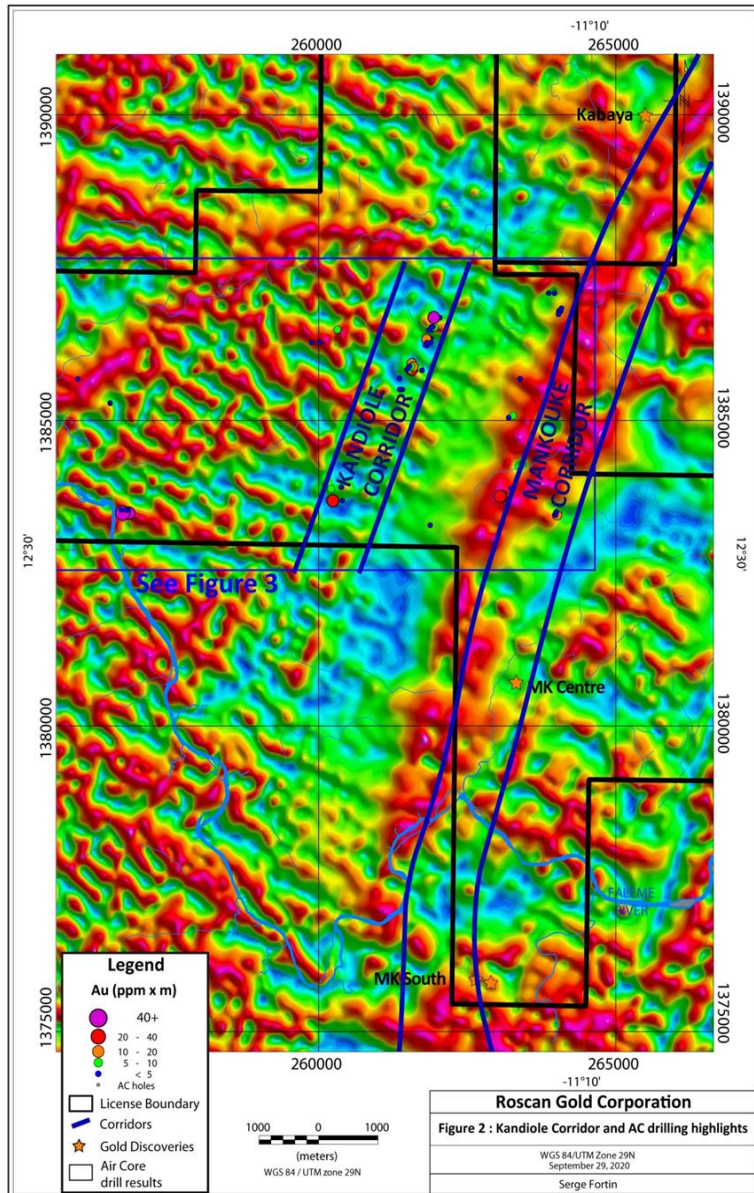 -11°10'
260000
265000
1390000
1390000
Kabaya
KANDIOLE
CORRIDOR
MANKOUKE
CORRIDOR
1385000
1385000
12°30'
12°30'
See Figure 3
MK Centre
1380000
1380000
FALEME
RIVER
MK South
1375000
1375000
Legend
Au (ppm x m)
40+
20 - 40
10 - 20
5 - 10
< 5
AC holes
License Boundary
Corridors
Gold Discoveries
Air Core
drill results
260000
265000
-11°10'
1000 0 1000
(meters)
WGS 84 / UTM zone 29N
Roscan Gold Corporation
Figure 2 : Kandiole Corridor and AC drilling highlights
WGS 84/UTM Zone 29N
September 29, 2020
Serge Fortin